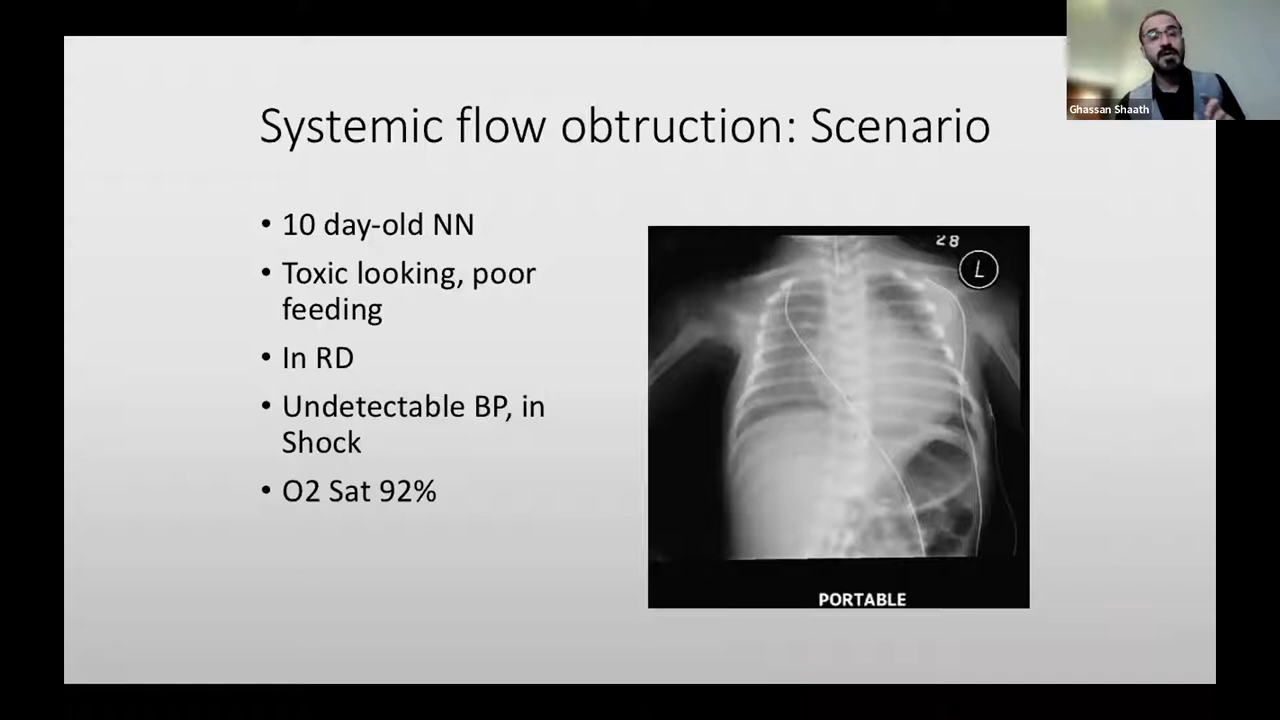 Ghassan Shaath
Systemic flow obtruction: Scenario
• 10 day-old NN
• Toxic looking, poor
feeding
• In RD
• Undetectable BP, in
Shock
• O2 Sat 92%
28
L
PORTABLE